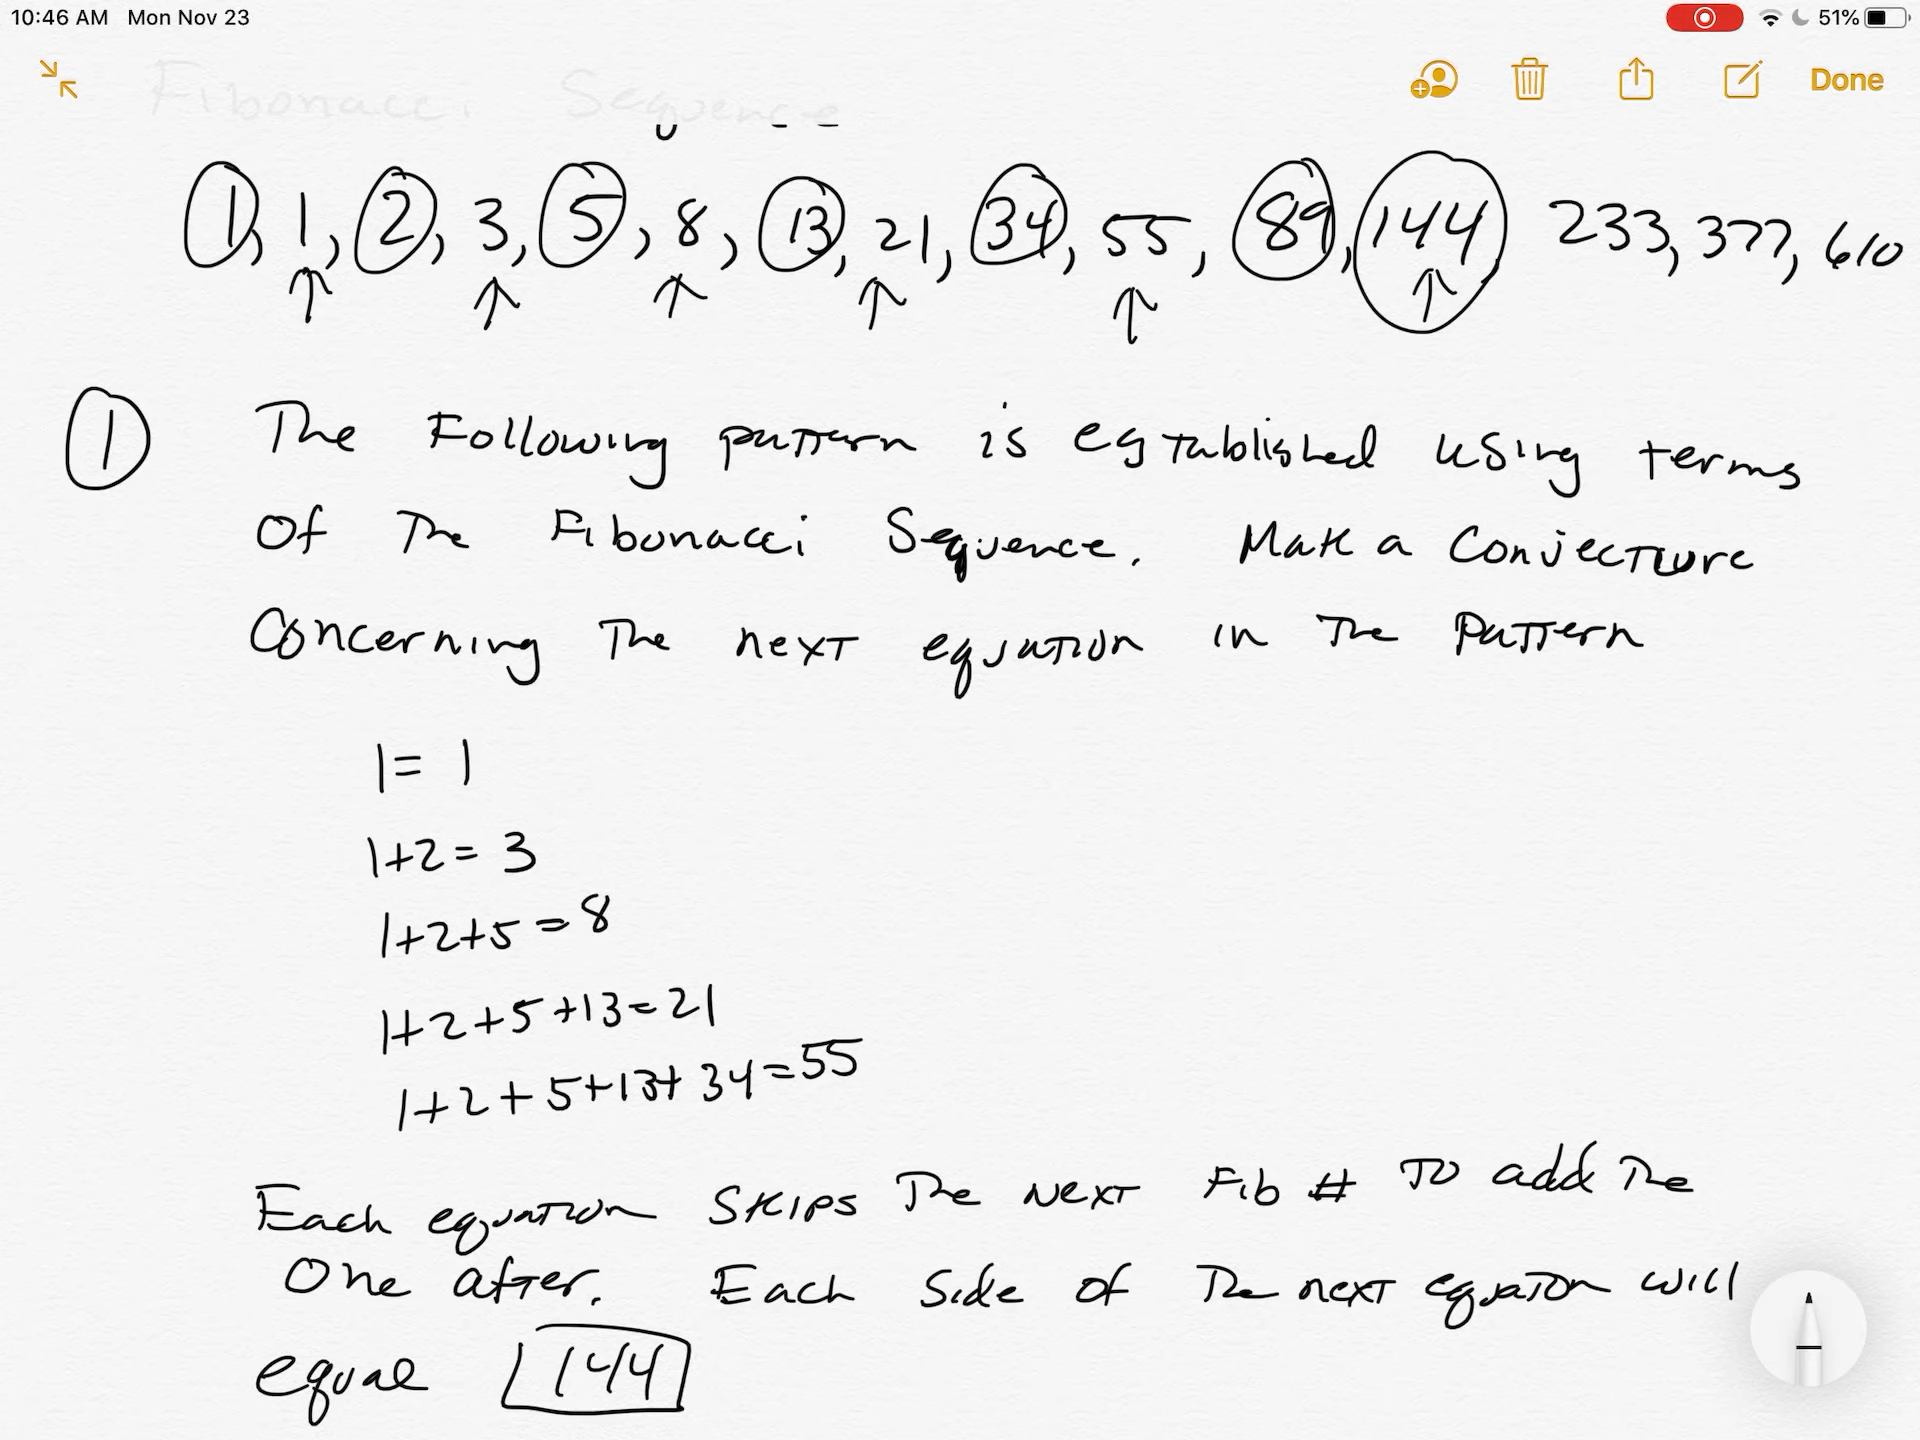 10:46 AM Mon Nov 23
51%
Fibonacci Sequence
Done
1, 1, 2, 3, 5, 8, 13, 21, 34, 55, 89, 144 233, 377, 610
1 The Following pattern is established using terms
Of The Fibonacci Sequence. Make a Conjecture
Concerning The next equation in The Pattern
1= 1
1+2= 3
1+2+5=8
1+2+5+13=21
1+2+5+13+34=55
Each equation Skips The Next Fib # TO add The
One after. Each Side of The next equation will
equal 144